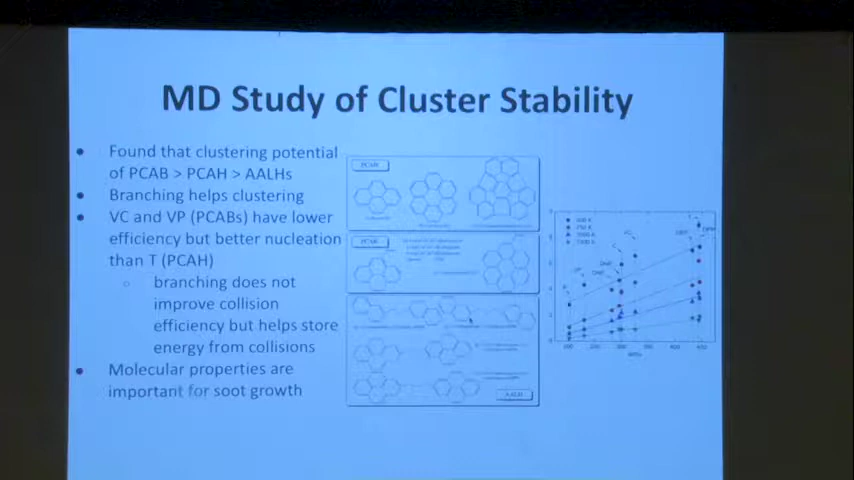 MD Study of Cluster Stability
• Found that clustering potential
of PCAB > PCAH > AALHs
• Branching helps clustering
• VC and VP (PCABs) have lower
efficiency but better nucleation
than T (PCAH)
○ branching does not
improve collision
efficiency but helps store
energy from collisions
• Molecular properties are
important for soot growth
AALH